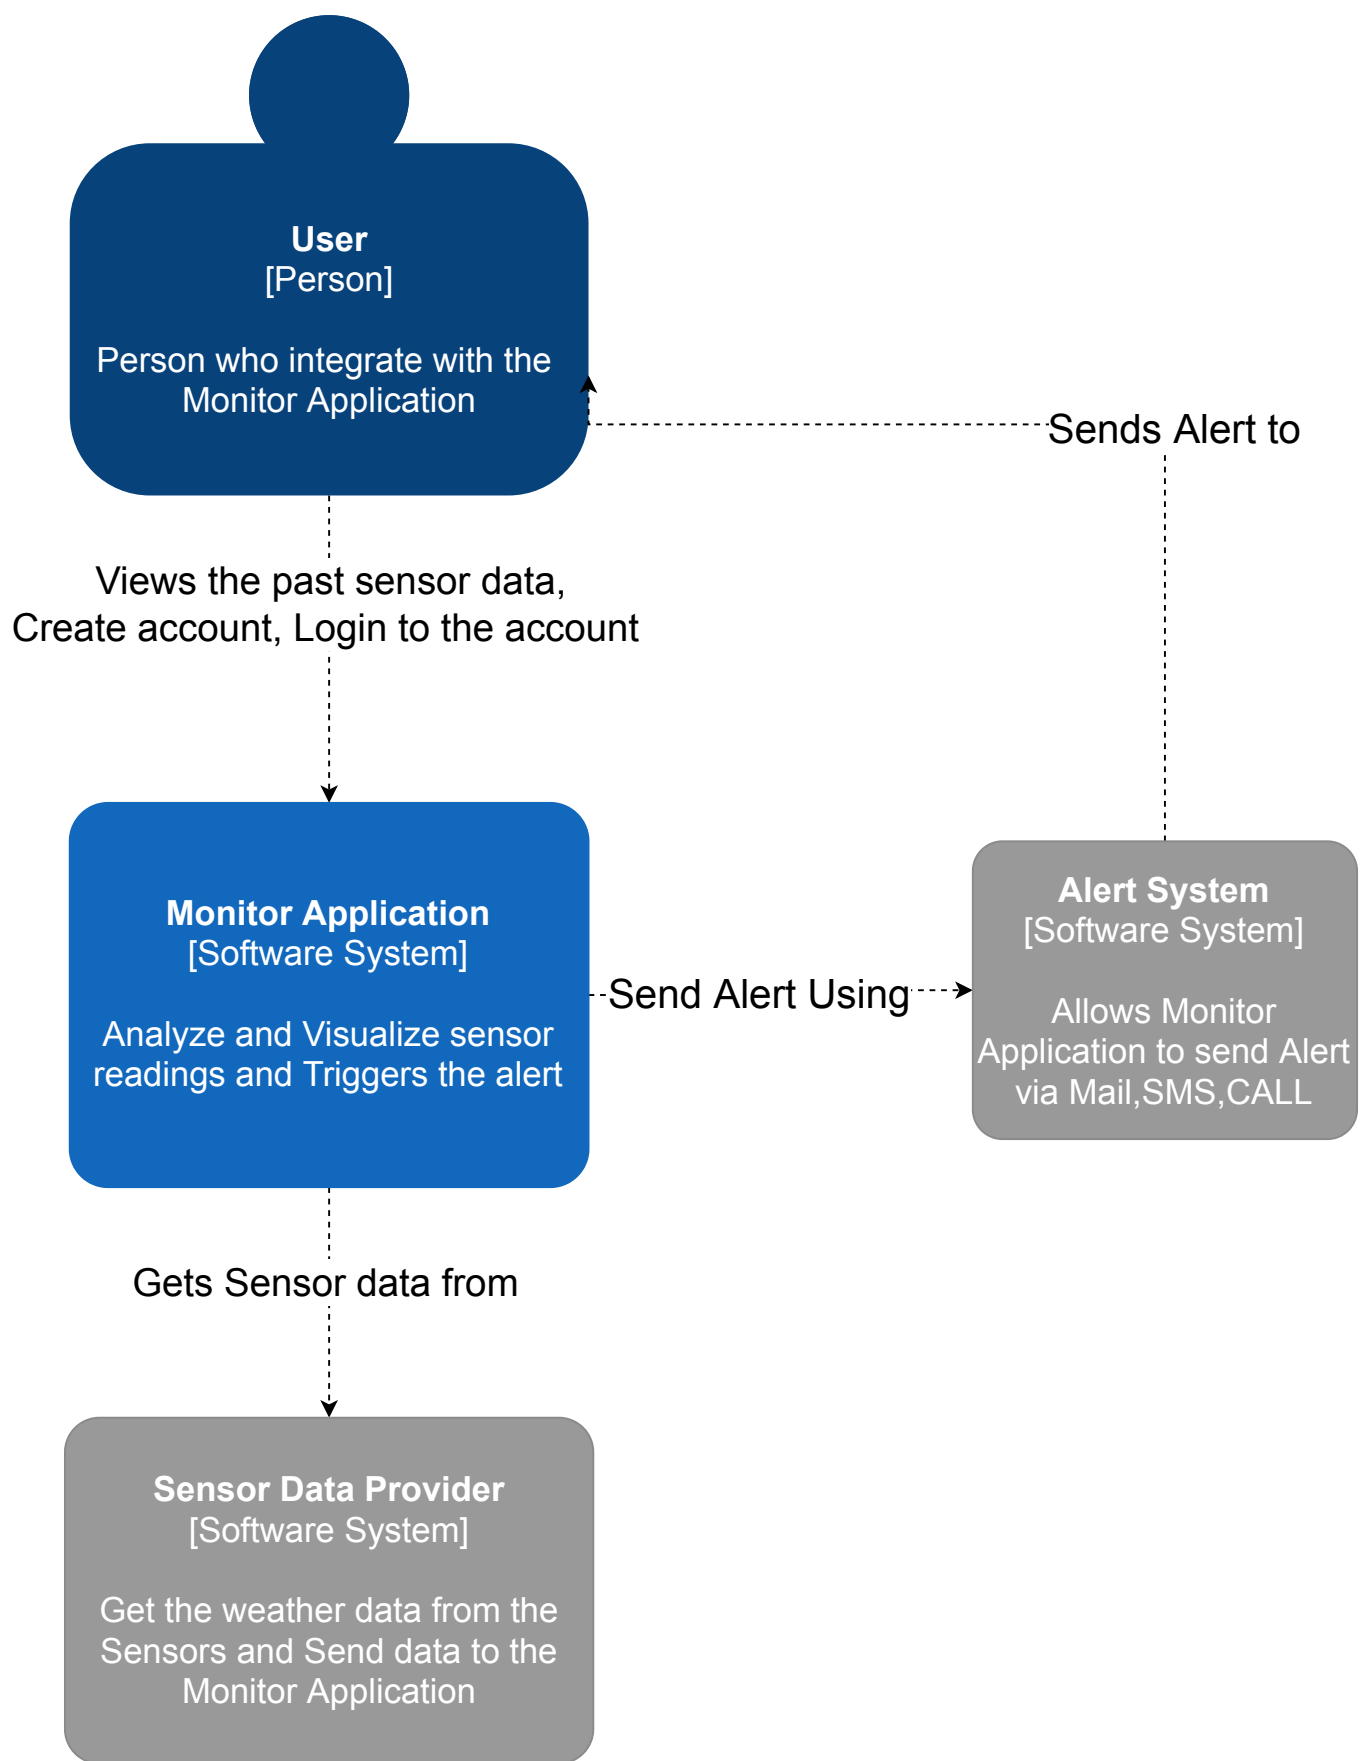 User
[Person]
Person who integrate with the
Monitor Application
Sends Alert to
Views the past sensor data,
Create account, Login to the account
Monitor Application
[Software System]
Analyze and Visualize sensor
readings and Triggers the alert
Send Alert Using
Alert System
[Software System]
Allows Monitor
Application to send Alert
via Mail,SMS,CALL
Gets Sensor data from
Sensor Data Provider
[Software System]
Get the weather data from the
Sensors and Send data to the
Monitor Application